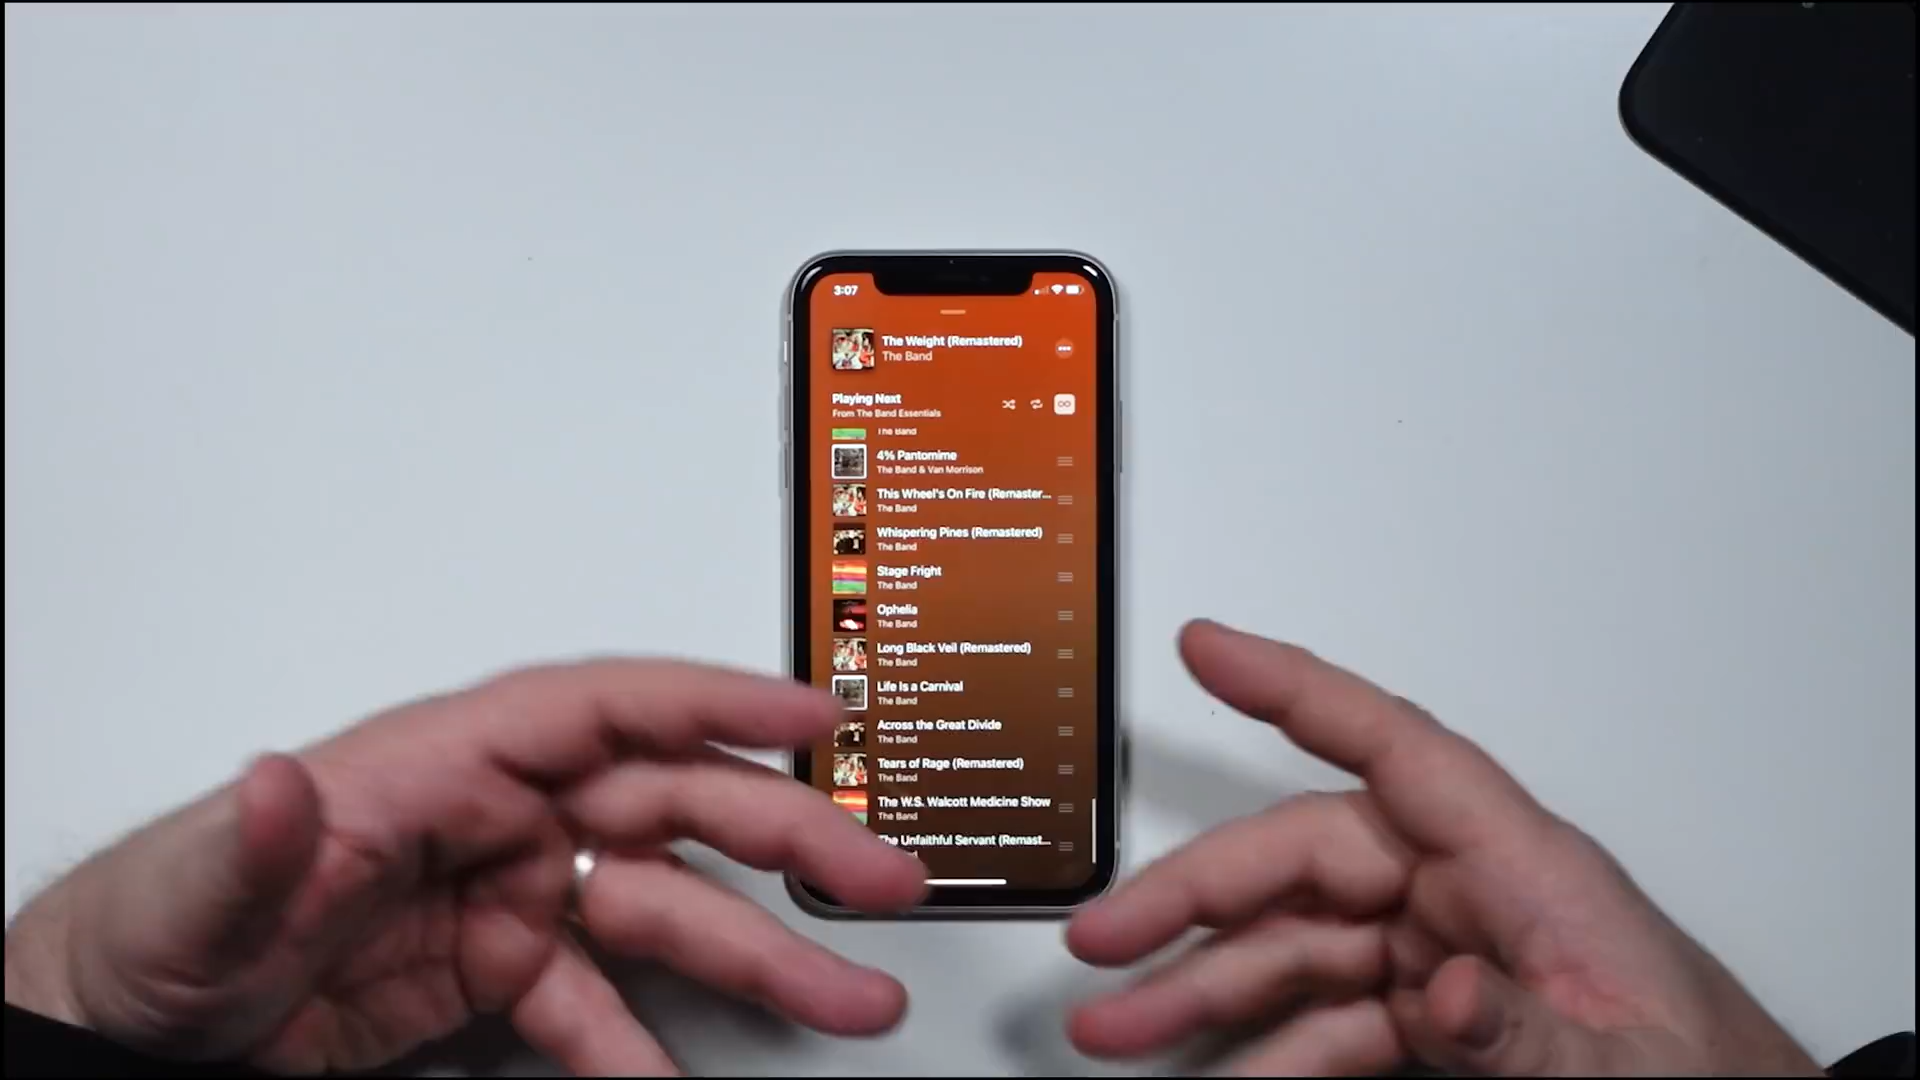 3:07
The Weight (Remastered)
The Band
Playing Next
From The Band Essentials
The Band
4% Pantomime
The Band & Van Morrison
This Wheel's On Fire (Remaster...
The Band
Whispering Pines (Remastered)
The Band
Stage Fright
The Band
Ophelia
The Band
Long Black Veil (Remastered)
The Band
Life Is a Carnival
The Band
Across the Great Divide
The Band
Tears of Rage (Remastered)
The Band
The W.S. Walcott Medicine Show
The Band
The Unfaithful Servant (Remast...